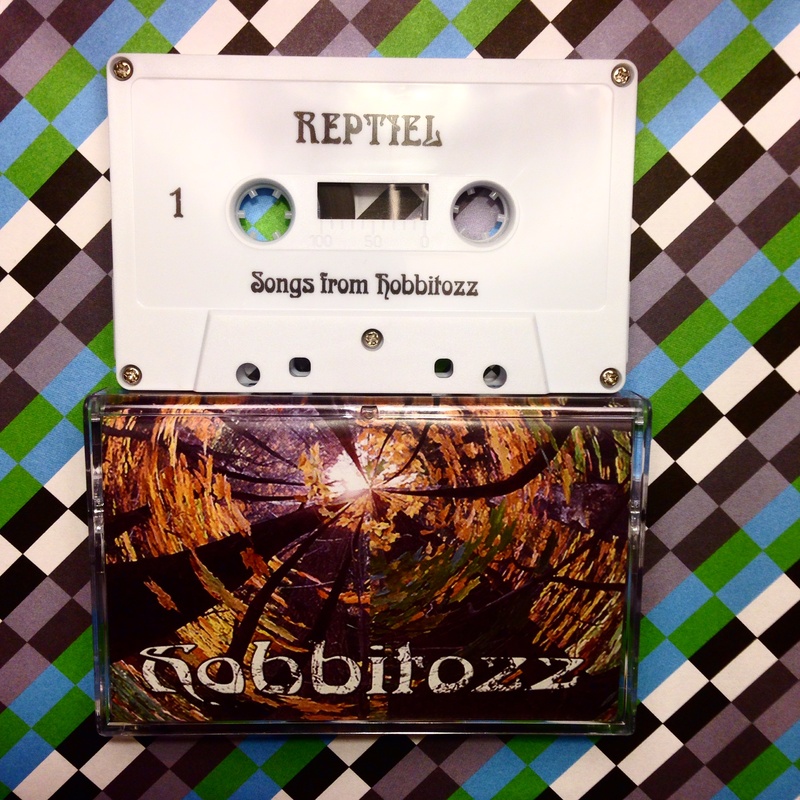 REPTIEL
1
100 50 0
Songs from Hobbitozz
Hobbitozz